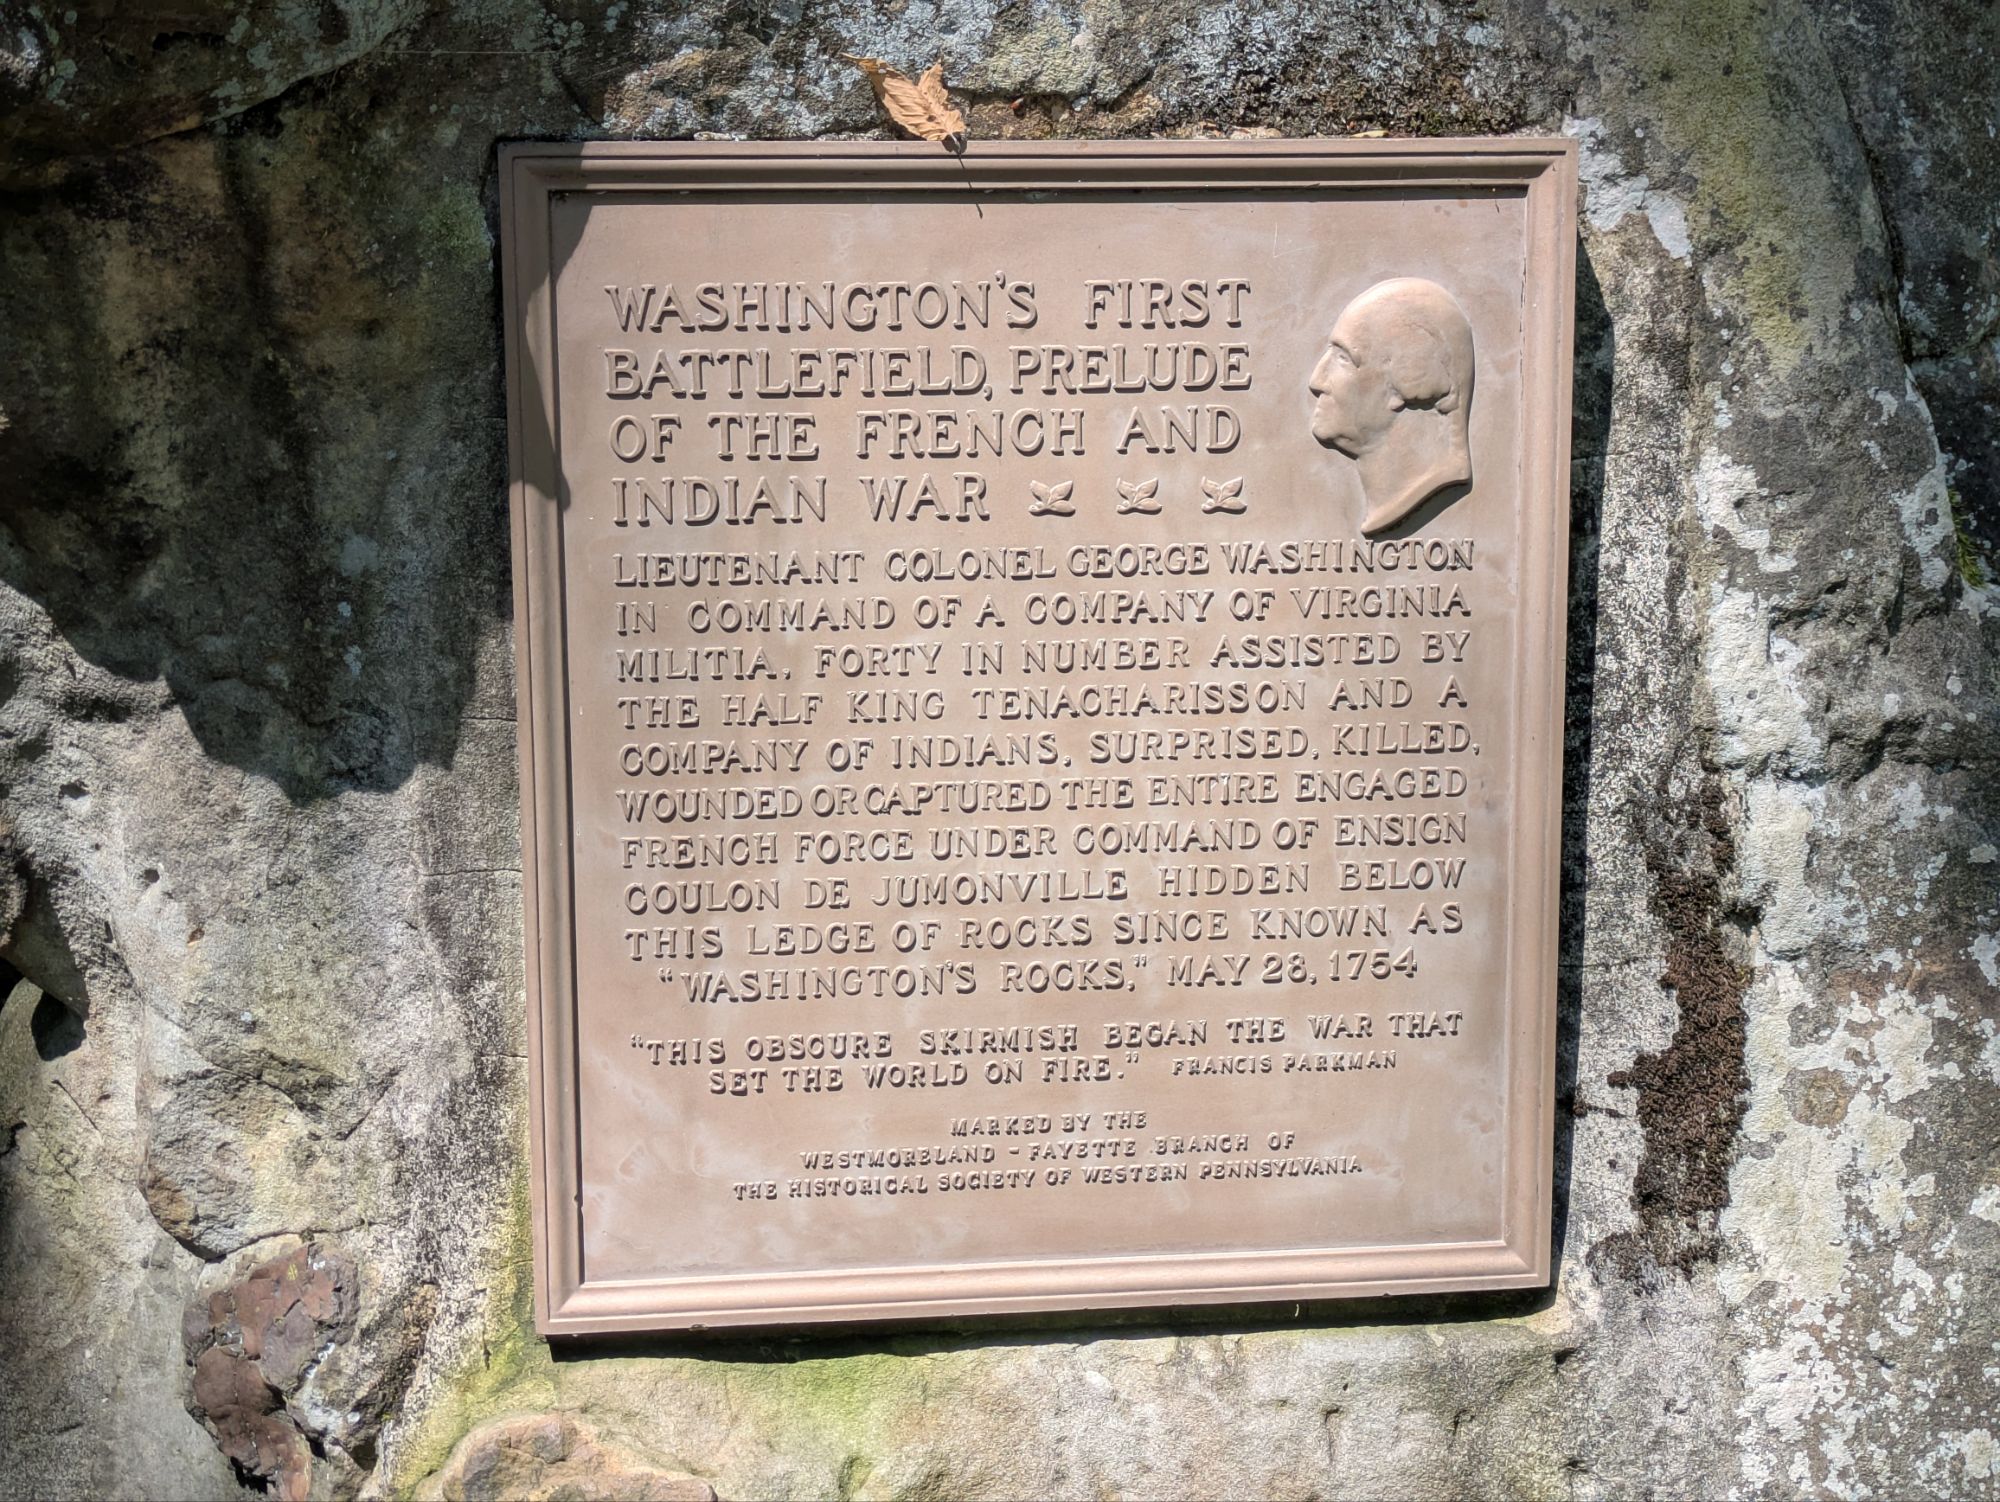 WASHINGTON'S FIRST
BATTLEFIELD, PRELUDE
OF THE FRENCH AND
INDIAN WAR
LIEUTENANT COLONEL GEORGE WASHINGTON
IN COMMAND OF A COMPANY OF VIRGINIA
MILITIA, FORTY IN NUMBER ASSISTED BY
THE HALF KING TENACHARISSON AND A
COMPANY OF INDIANS, SURPRISED, KILLED,
WOUNDED OR CAPTURED THE ENTIRE ENGAGED
FRENCH FORCE UNDER COMMAND OF ENSIGN
COULON DE JUMONVILLE HIDDEN BELOW
THIS LEDGE OF ROCKS SINCE KNOWN AS
"WASHINGTON'S ROCKS," MAY 28, 1754
"THIS OBSCURE SKIRMISH BEGAN THE WAR THAT
SET THE WORLD ON FIRE." FRANCIS PARKMAN
MARKED BY THE
WESTMORELAND - FAYETTE BRANCH OF
THE HISTORICAL SOCIETY OF WESTERN PENNSYLVANIA